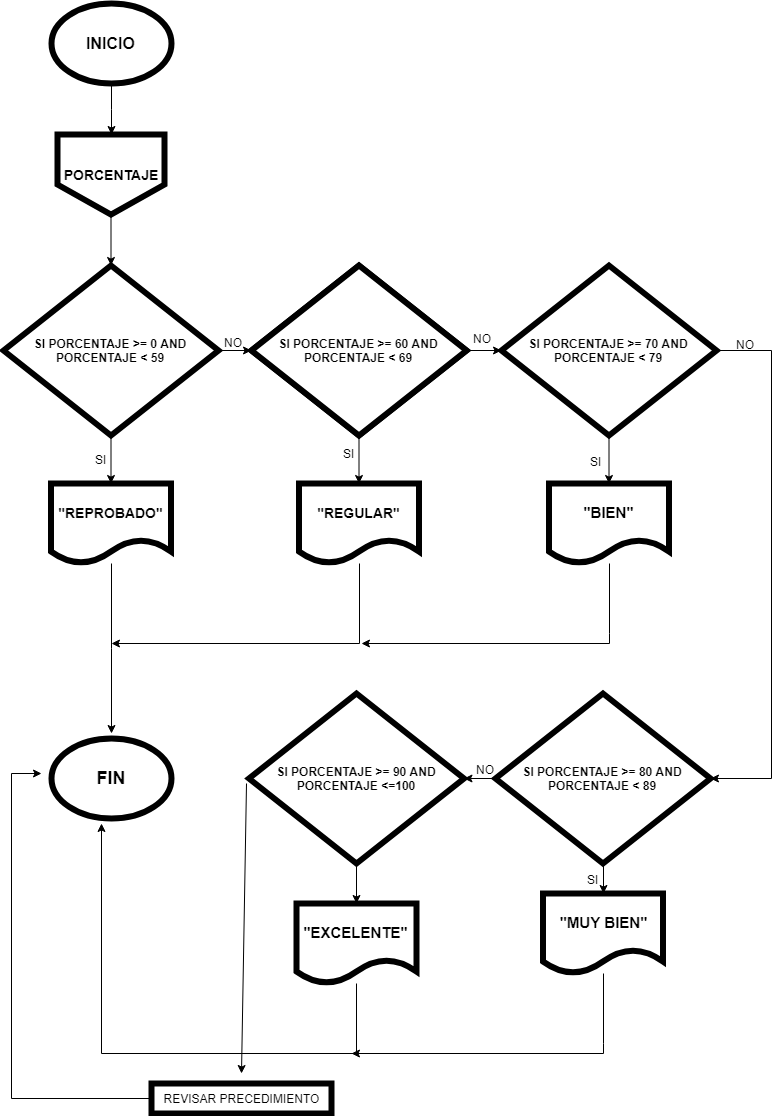 INICIO
PORCENTAJE
SI PORCENTAJE >= 0 AND
PORCENTAJE < 59
NO
SI PORCENTAJE >= 60 AND
PORCENTAJE < 69
NO
SI PORCENTAJE >= 70 AND
PORCENTAJE < 79
NO
SI
SI
SI
"REPROBADO"
"REGULAR"
"BIEN"
FIN
SI PORCENTAJE >= 90 AND
PORCENTAJE <=100
NO
SI PORCENTAJE >= 80 AND
PORCENTAJE < 89
SI
"EXCELENTE"
"MUY BIEN"
REVISAR PRECEDIMIENTO